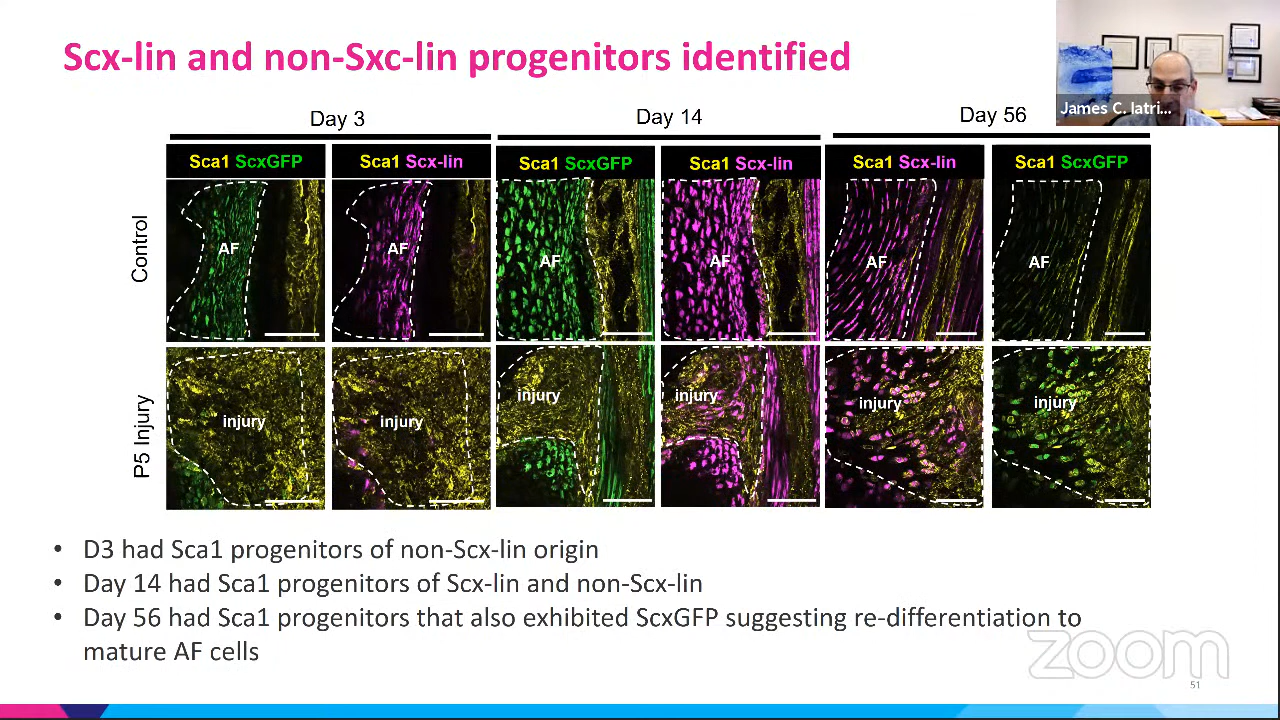 Scx-lin and non-Sxc-lin progenitors identified
James C. Iatri...
Day 3
Day 14
Day 56
Sca1 ScxGFP
Sca1 Scx-lin
Sca1 ScxGFP
Sca1 Scx-lin
Sca1 Scx-lin
Sca1 ScxGFP
Control
AF
AF
AF
AF
AF
AF
P5 Injury
injury
injury
injury
injury
injury
injury
• D3 had Sca1 progenitors of non-Scx-lin origin
• Day 14 had Sca1 progenitors of Scx-lin and non-Scx-lin
• Day 56 had Sca1 progenitors that also exhibited ScxGFP suggesting re-differentiation to
mature AF cells
zoom
51